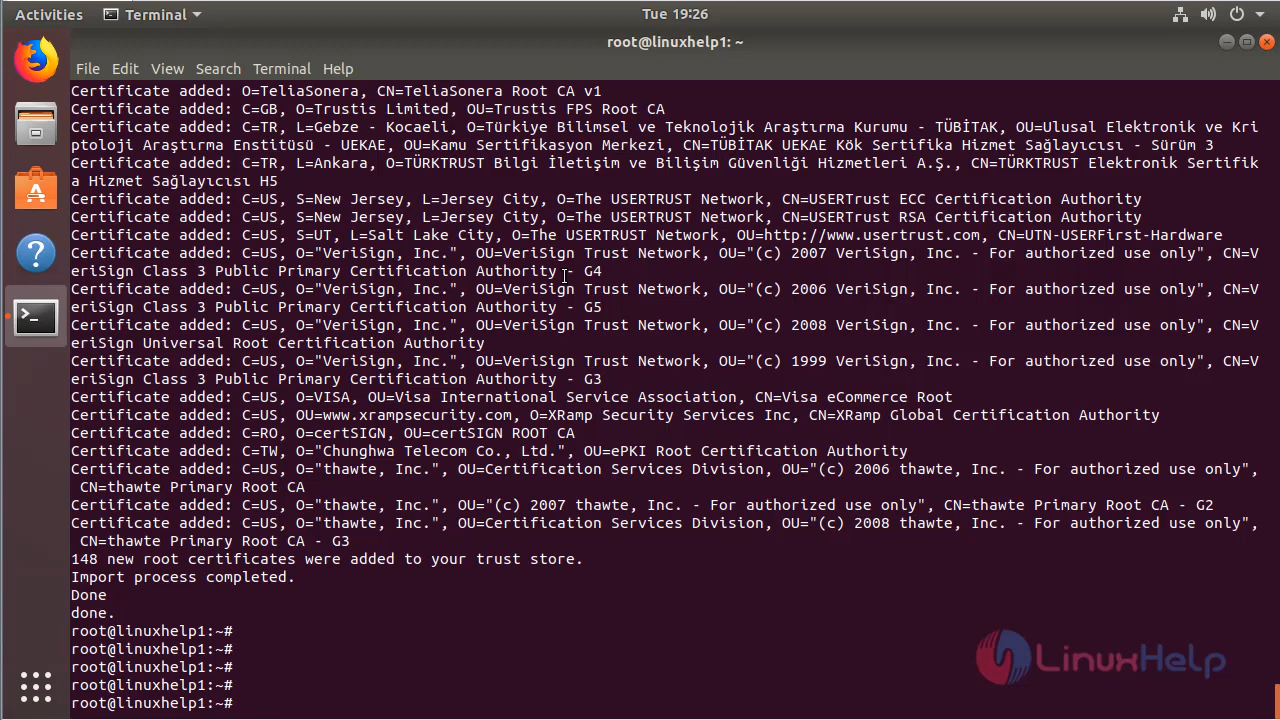 Activities Terminal Tue 19:26
root@linuxhelp1: ~
File Edit View Search Terminal Help
Certificate added: O=TeliaSonera, CN=TeliaSonera Root CA v1
Certificate added: C=GB, O=Trustis Limited, OU=Trustis FPS Root CA
Certificate added: C=TR, L=Gebze - Kocaeli, O=Türkiye Bilimsel ve Teknolojik Araştırma Kurumu - TÜBİTAK, OU=Ulusal Elektronik ve Kri
ptoloji Araştırma Enstitüsü - UEKAE, OU=Kamu Sertifikasyon Merkezi, CN=TÜBİTAK UEKAE Kök Sertifika Hizmet Sağlayıcısı - Sürüm 3
Certificate added: C=TR, L=Ankara, O=TÜRKTRUST Bilgi İletişim ve Bilişim Güvenliği Hizmetleri A.Ş., CN=TÜRKTRUST Elektronik Sertifik
a Hizmet Sağlayıcısı H5
Certificate added: C=US, S=New Jersey, L=Jersey City, O=The USERTRUST Network, CN=USERTrust ECC Certification Authority
Certificate added: C=US, S=New Jersey, L=Jersey City, O=The USERTRUST Network, CN=USERTrust RSA Certification Authority
Certificate added: C=US, S=UT, L=Salt Lake City, O=The USERTRUST Network, OU=http://www.usertrust.com, CN=UTN-USERFirst-Hardware
Certificate added: C=US, O="VeriSign, Inc.", OU=VeriSign Trust Network, OU="(c) 2007 VeriSign, Inc. - For authorized use only", CN=V
eriSign Class 3 Public Primary Certification Authority - G4
Certificate added: C=US, O="VeriSign, Inc.", OU=VeriSign Trust Network, OU="(c) 2006 VeriSign, Inc. - For authorized use only", CN=V
eriSign Class 3 Public Primary Certification Authority - G5
Certificate added: C=US, O="VeriSign, Inc.", OU=VeriSign Trust Network, OU="(c) 2008 VeriSign, Inc. - For authorized use only", CN=V
eriSign Universal Root Certification Authority
Certificate added: C=US, O="VeriSign, Inc.", OU=VeriSign Trust Network, OU="(c) 1999 VeriSign, Inc. - For authorized use only", CN=V
eriSign Class 3 Public Primary Certification Authority - G3
Certificate added: C=US, O=VISA, OU=Visa International Service Association, CN=Visa eCommerce Root
Certificate added: C=US, OU=www.xrampsecurity.com, O=XRamp Security Services Inc, CN=XRamp Global Certification Authority
Certificate added: C=RO, O=certSIGN, OU=certSIGN ROOT CA
Certificate added: C=TW, O="Chunghwa Telecom Co., Ltd.", OU=ePKI Root Certification Authority
Certificate added: C=US, O="thawte, Inc.", OU=Certification Services Division, OU="(c) 2006 thawte, Inc. - For authorized use only",
 CN=thawte Primary Root CA
Certificate added: C=US, O="thawte, Inc.", OU="(c) 2007 thawte, Inc. - For authorized use only", CN=thawte Primary Root CA - G2
Certificate added: C=US, O="thawte, Inc.", OU=Certification Services Division, OU="(c) 2008 thawte, Inc. - For authorized use only",
 CN=thawte Primary Root CA - G3
148 new root certificates were added to your trust store.
Import process completed.
Done
done.
root@linuxhelp1:~#
root@linuxhelp1:~#
root@linuxhelp1:~#
root@linuxhelp1:~#
root@linuxhelp1:~#
LinuxHelp